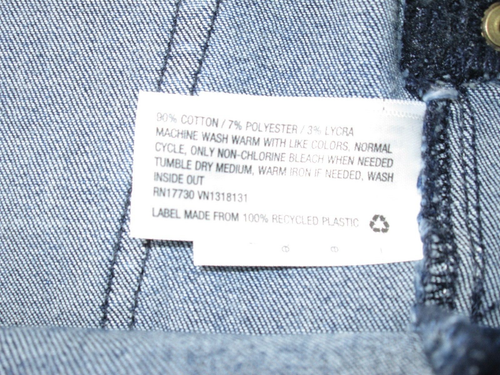 90% COTTON / 7% POLYESTER / 3% LYCRA
MACHINE WASH WARM WITH LIKE COLORS, NORMAL
CYCLE, ONLY NON-CHLORINE BLEACH WHEN NEEDED
TUMBLE DRY MEDIUM, WARM IRON IF NEEDED, WASH
INSIDE OUT
RN17730 VN1318131
LABEL MADE FROM 100% RECYCLED PLASTIC